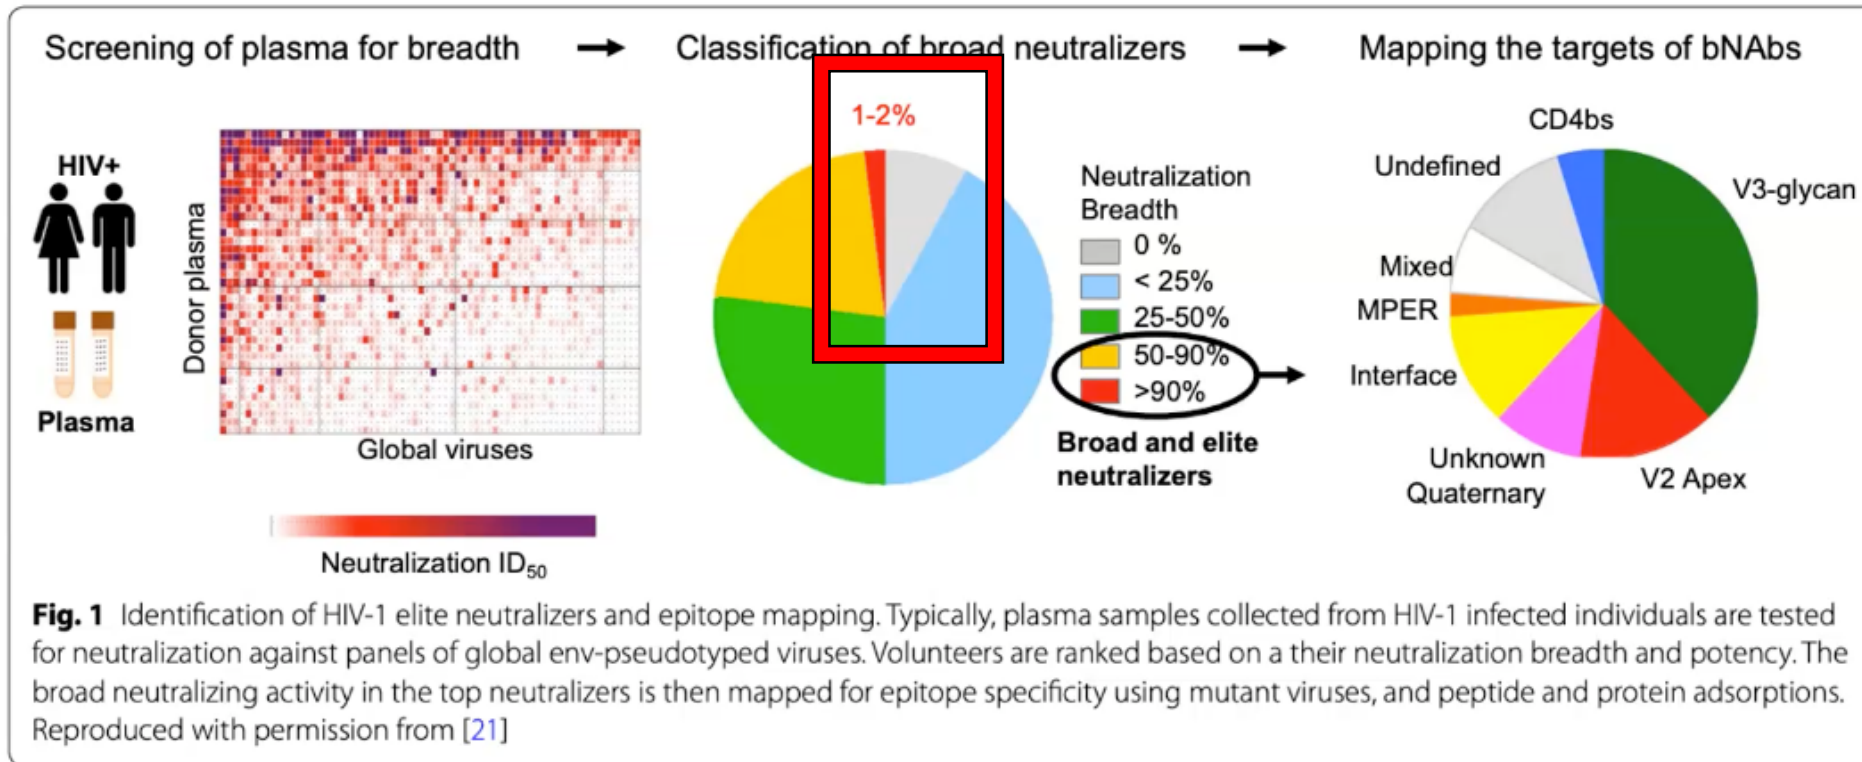 Screening of plasma for breadth
Classification of broad neutralizers
Mapping the targets of bNAbs
HIV+
Plasma
Donor plasma
Global viruses
Neutralization ID50
1-2%
Neutralization
Breadth
0 %
< 25%
25-50%
50-90%
>90%
Broad and elite
neutralizers
CD4bs
Undefined
V3-glycan
Mixed
MPER
Interface
Unknown
Quaternary
V2 Apex
Fig. 1 Identification of HIV-1 elite neutralizers and epitope mapping. Typically, plasma samples collected from HIV-1 infected individuals are tested
for neutralization against panels of global env-pseudotyped viruses. Volunteers are ranked based on a their neutralization breadth and potency. The
broad neutralizing activity in the top neutralizers is then mapped for epitope specificity using mutant viruses, and peptide and protein adsorptions.
Reproduced with permission from [21]